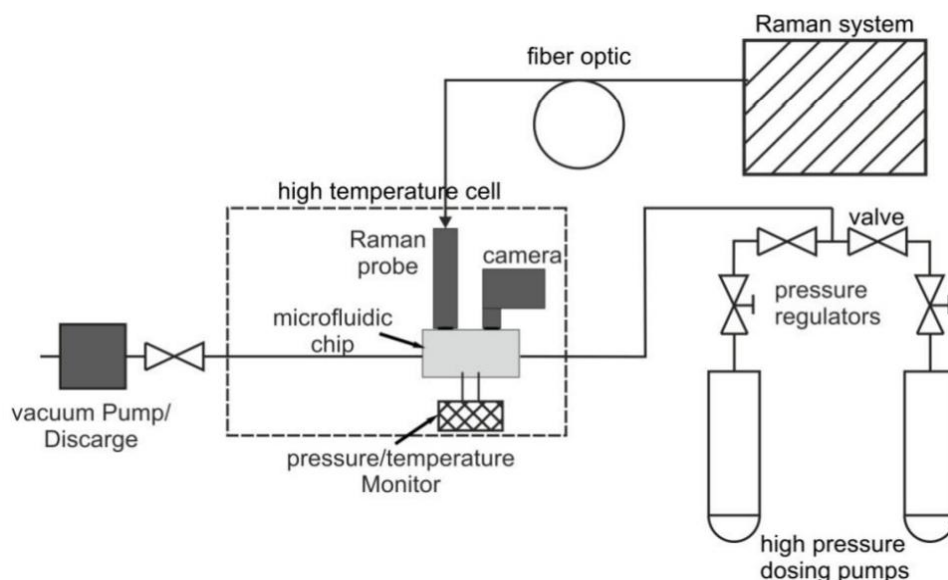 Raman system
fiber optic
high temperature cell
Raman
probe
camera
valve
pressure
regulators
microfluidic
chip
vacuum Pump/
Discarge
pressure/temperature
Monitor
high pressure
dosing pumps